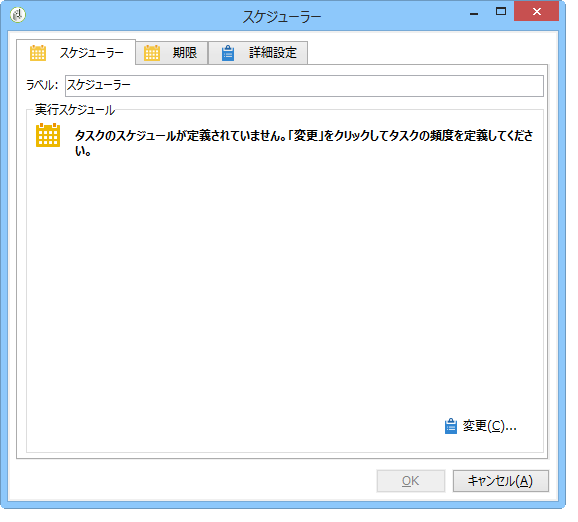 スケジューラー
スケジューラー 期限 詳細設定
ラベル: スケジューラー
実行スケジュール
タスクのスケジュールが定義されていません。「変更」をクリックしてタスクの頻度を定義してくださ
い。
変更(C)...
OK キャンセル(A)